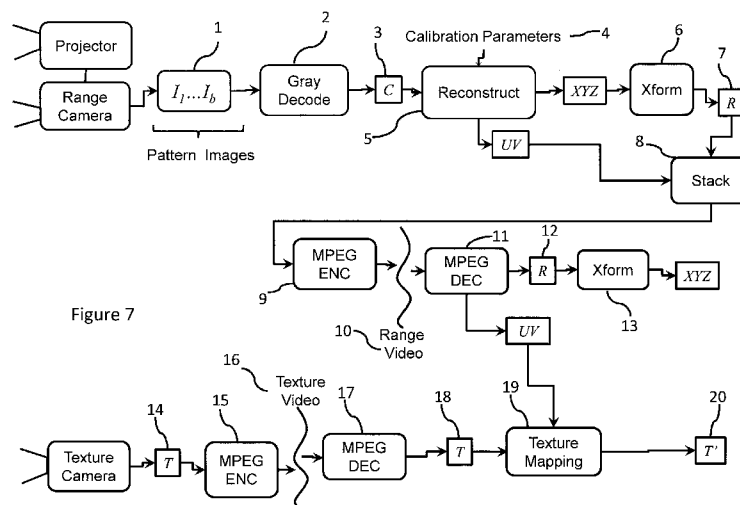 1
2
3
Calibration Parameters
4
6
7
Projector
Range
Camera
I1...Ib
Gray
Decode
C
Reconstruct
XYZ
Xform
R
Pattern Images
5
UV
8
Stack
11
12
MPEG
ENC
MPEG
DEC
R
Xform
XYZ
9
13
Figure 7
10
Range
Video
UV
16
Texture
Video
14
15
17
18
19
20
Texture
Camera
T
MPEG
ENC
MPEG
DEC
T
Texture
Mapping
T'